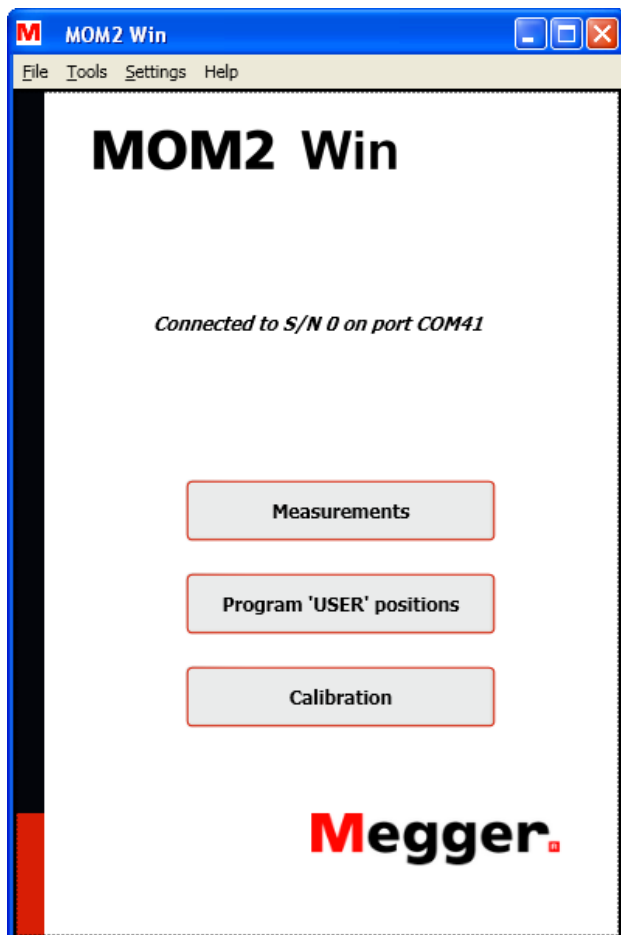 M MOM2 Win
File Tools Settings Help
MOM2 Win
Connected to S/N 0 on port COM41
Measurements
Program 'USER' positions
Calibration
Megger.